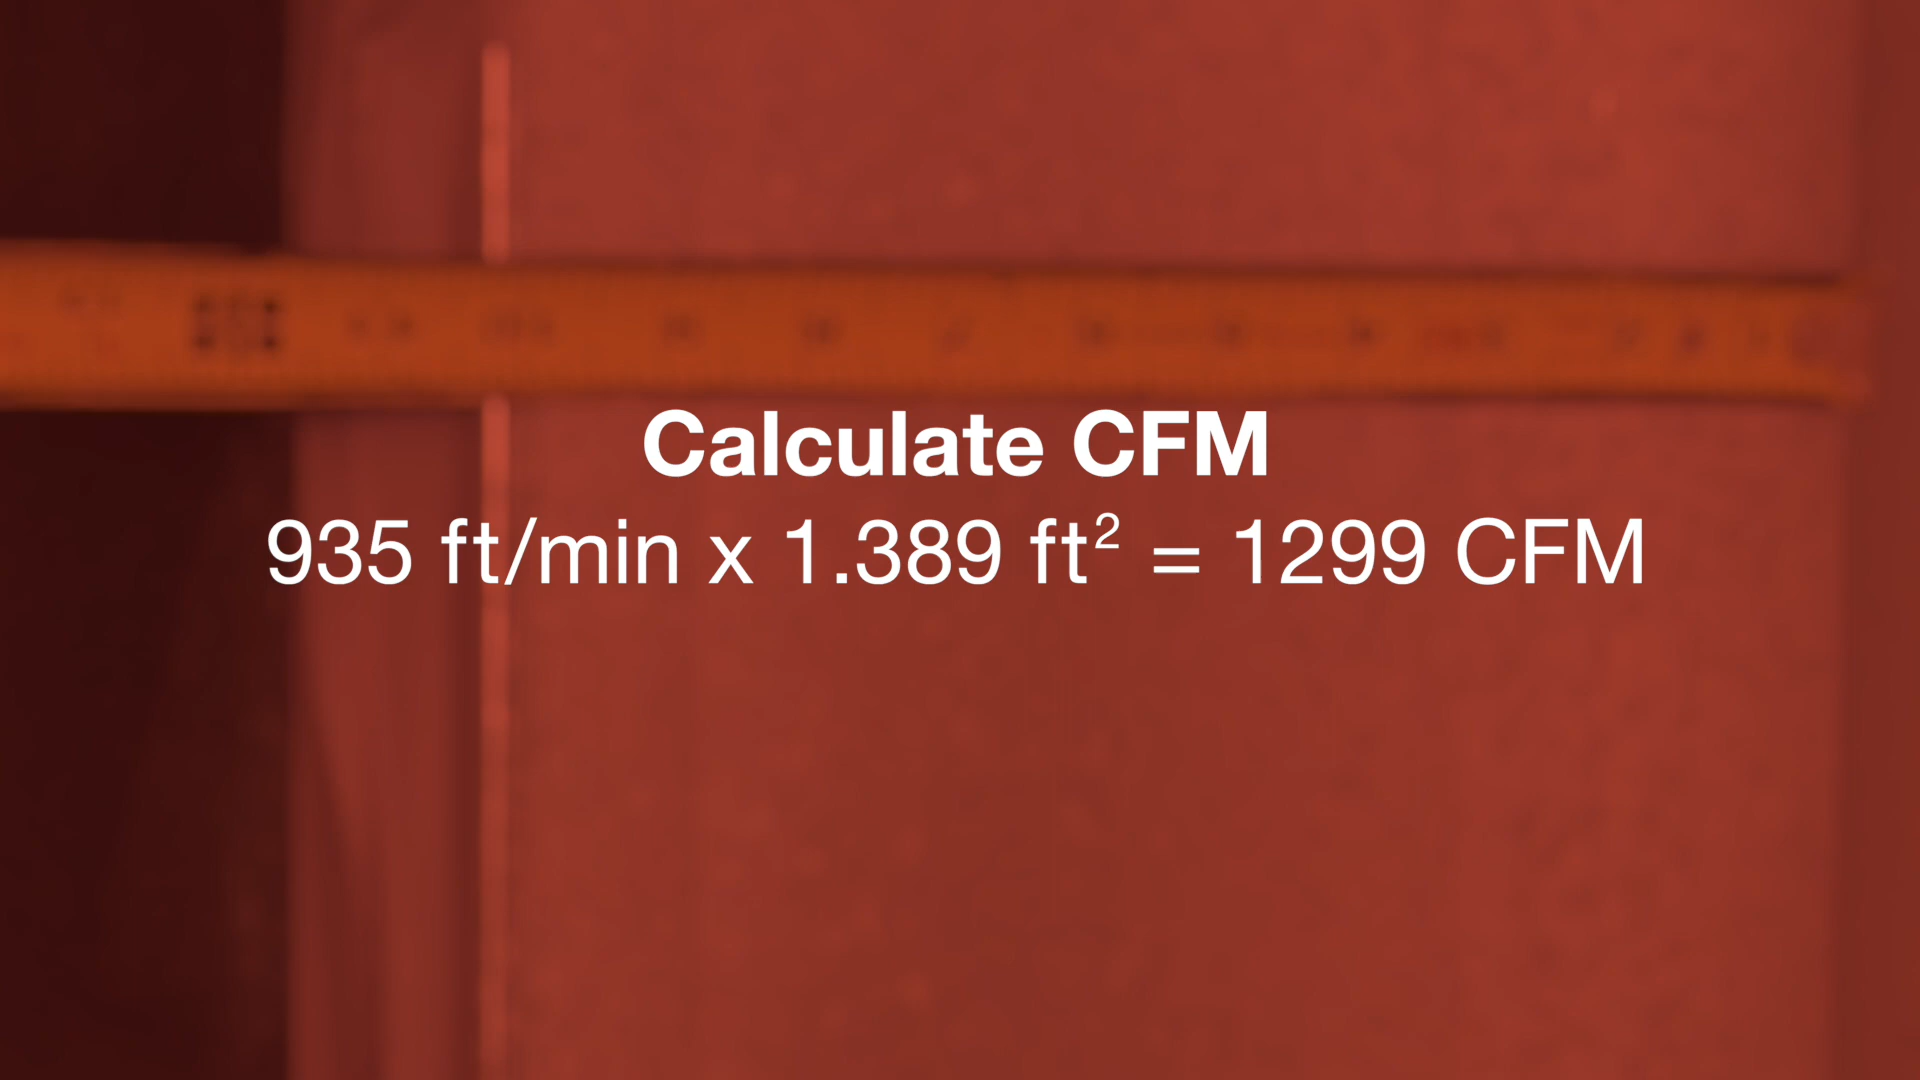 Calculate CFM
935 ft/min x 1.389 ft² = 1299 CFM